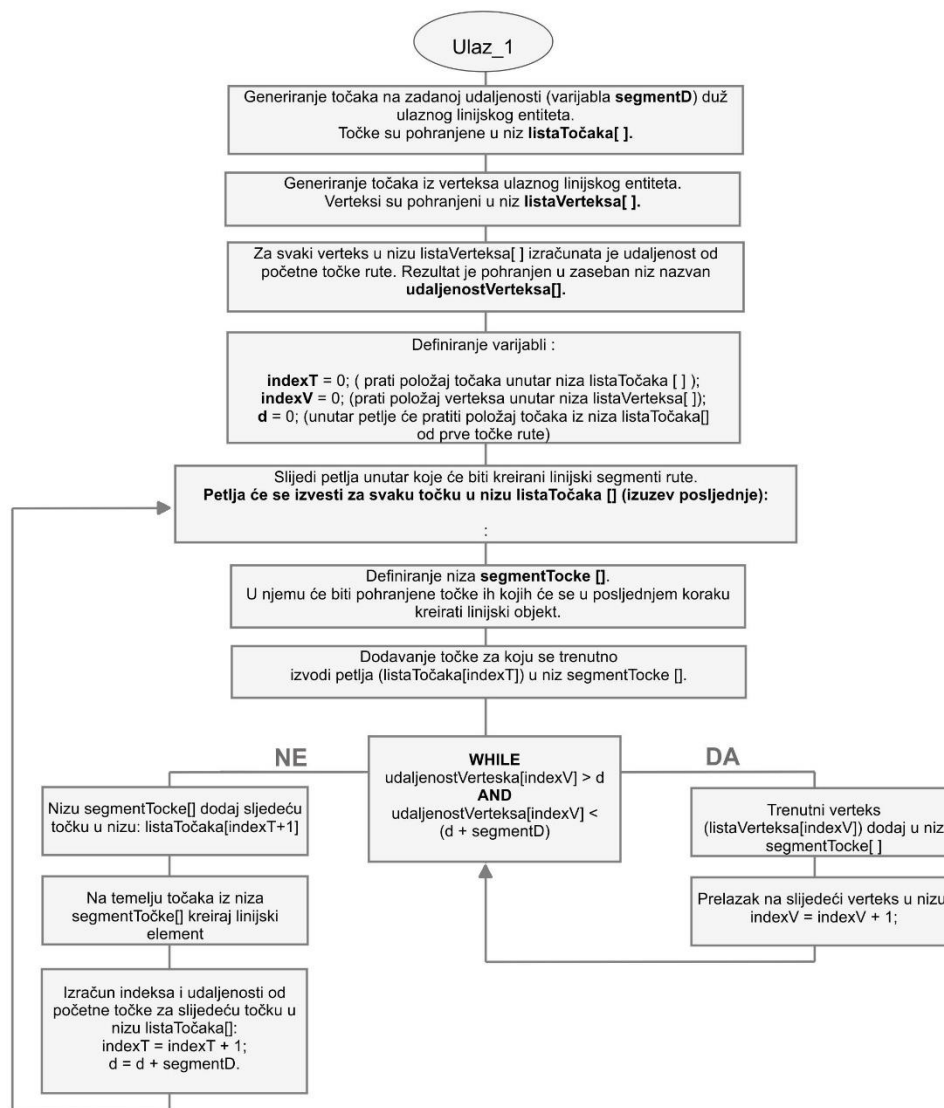 Ulaz_1
Generiranje točaka na zadanoj udaljenosti (varijabla segmentD) duž
ulaznog linijskog entiteta.
Točke su pohranjene u niz listaTočaka[ ].
Generiranje točaka iz verteksa ulaznog linijskog entiteta.
Verteksi su pohranjeni u niz listaVerteksa[ ].
Za svaki verteks u nizu listaVerteksa[ ] izračunata je udaljenost od
početne točke rute. Rezultat je pohranjen u zaseban niz nazvan
udaljenostVerteksa[].
Definiranje varijabli :
indexT = 0; ( prati položaj točaka unutar niza listaTočaka [ ] );
indexV = 0; (prati položaj verteksa unutar niza listaVerteksa[ ]);
d = 0; (unutar petlje će pratiti položaj točaka iz niza listaTočaka[]
od prve točke rute)
Slijedi petlja unutar koje će biti kreirani linijski segmenti rute.
Petlja će se izvesti za svaku točku u nizu listaTočaka [] (izuzev posljednje):
:
Definiranje niza segmentTocke [].
U njemu će biti pohranjene točke ih kojih će se u posljednjem koraku
kreirati linijski objekt.
Dodavanje točke za koju se trenutno
izvodi petlja (listaTočaka[indexT]) u niz segmentTocke [].
WHILE
udaljenostVerteska[indexV] > d
AND
udaljenostVerteksa[indexV] <
(d + segmentD)
NE
Nizu segmentTocke[] dodaj sljedeću
točku u nizu: listaTočaka[indexT+1]
Na temelju točaka iz niza
segmentTočke[] kreiraj linijski
element
Izračun indeksa i udaljenosti od
početne točke za slijedeću točku u
nizu listaTočaka[]:
indexT = indexT + 1;
d = d + segmentD.
DA
Trenutni verteks
(listaVerteksa[indexV]) dodaj u niz
segmentTocke[ ]
Prelazak na slijedeći verteks u nizu
indexV = indexV + 1;